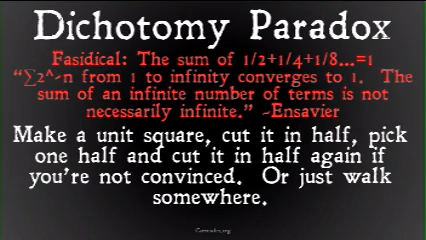 Dichotomy Paradox
Fasidical: The sum of 1/2+1/4+1/8...=1
“∑2^-n from 1 to infinity converges to 1. The
sum of an infinite number of terms is not
necessarily infinite.” -Ensavier
Make a unit square, cut it in half, pick
one half and cut it in half again if
you're not convinced. Or just walk
somewhere.